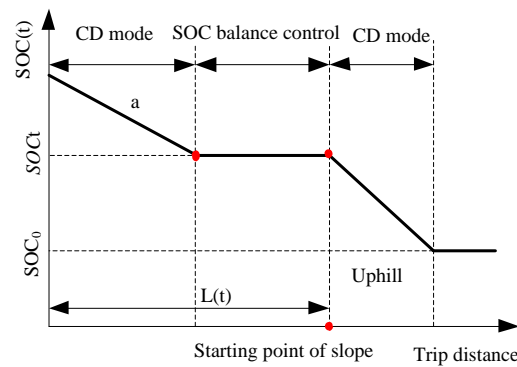 CD mode
SOC balance control
CD mode
SOC(t)
a
SOCt
SOC₀
Uphill
L(t)
Starting point of slope
Trip distance